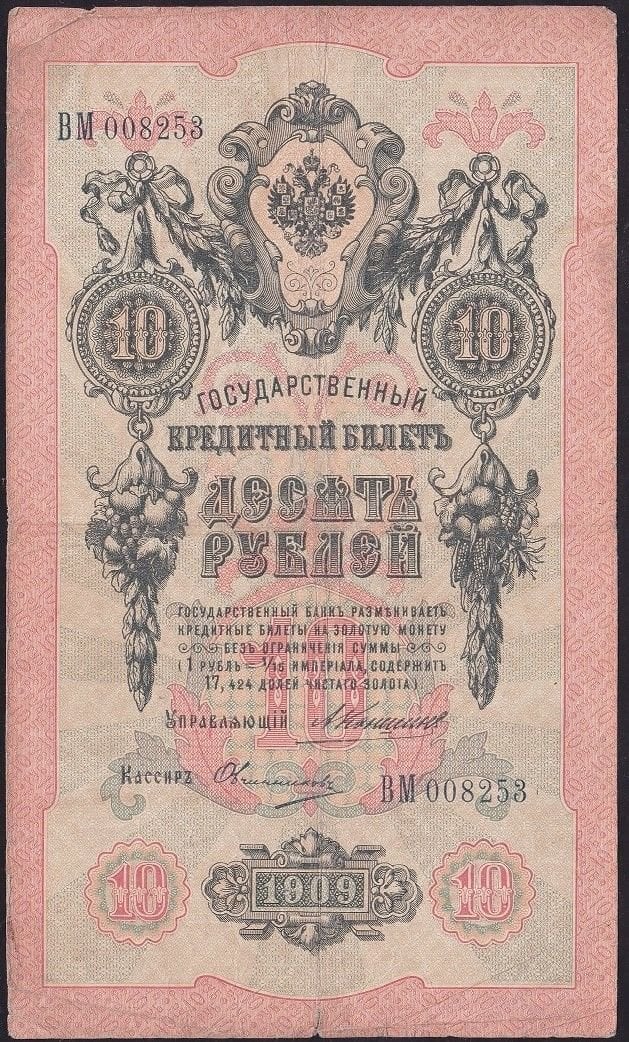 ВМ 008253
10 10
ГОСУДАРСТВЕННЫЙ
КРЕДИТНЫЙ БИЛЕТЪ
ДЕСЯТЬ
РУБЛЕЙ
ГОСУДАРСТВЕННЫЙ БАНКЪ РАЗМѢНИВАЕТЪ
КРЕДИТНЫЕ БИЛЕТЫ НА ЗОЛОТУЮ МОНЕТУ
БЕЗЪ ОГРАНИЧЕНІЯ СУММЫ
(1 РУБЛЬ = 1/15 ИМПЕРІАЛА, СОДЕРЖИТЪ
17,424 ДОЛЕЙ ЧИСТАГО ЗОЛОТА)
10
УПРАВЛЯЮЩІЙ
КАССИРЪ Овчинниковъ
ВМ 008253
10 1909 10